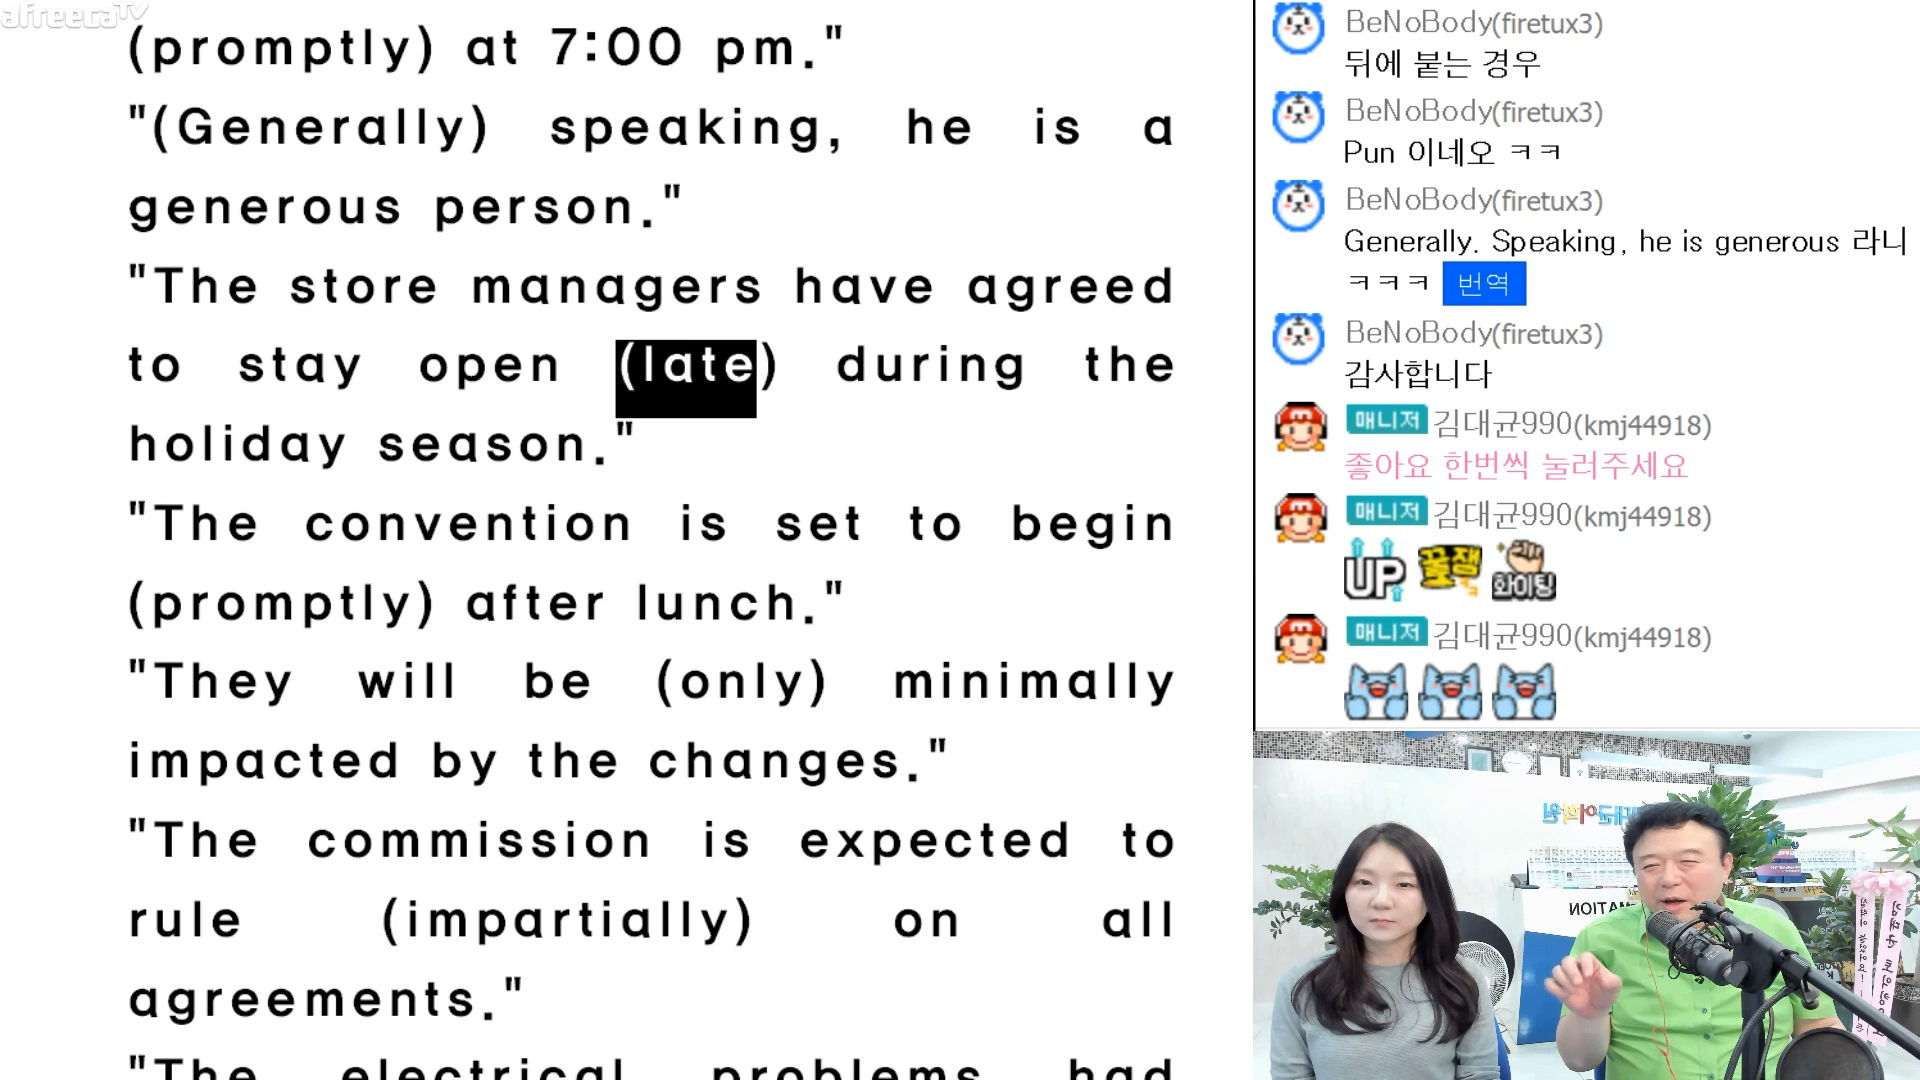 afreecaTV
(promptly) at 7:00 pm."
"(Generally) speaking, he is a
generous person."
"The store managers have agreed
to stay open (late) during the
holiday season."
"The convention is set to begin
(promptly) after lunch."
"They will be (only) minimally
impacted by the changes."
"The commission is expected to
rule (impartially) on all
agreements."
"The electrical problems had
BeNoBody(firetux3)
뒤에 붙는 경우
BeNoBody(firetux3)
Pun 이네오 ㅋㅋ
BeNoBody(firetux3)
Generally. Speaking, he is generous 라니
ㅋㅋㅋ 번역
BeNoBody(firetux3)
감사합니다
매니저 김대균990(kmj44918)
좋아요 한번씩 눌러주세요
매니저 김대균990(kmj44918)
UP 꿀잼 화이팅
매니저 김대균990(kmj44918)